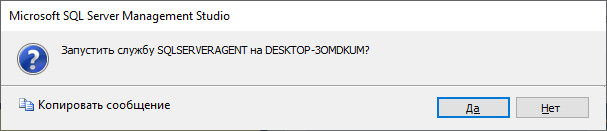 Microsoft SQL Server Management Studio
Запустить службу SQLSERVERAGENT на DESKTOP-3OMDKUM?
Копировать сообщение
Да
Нет